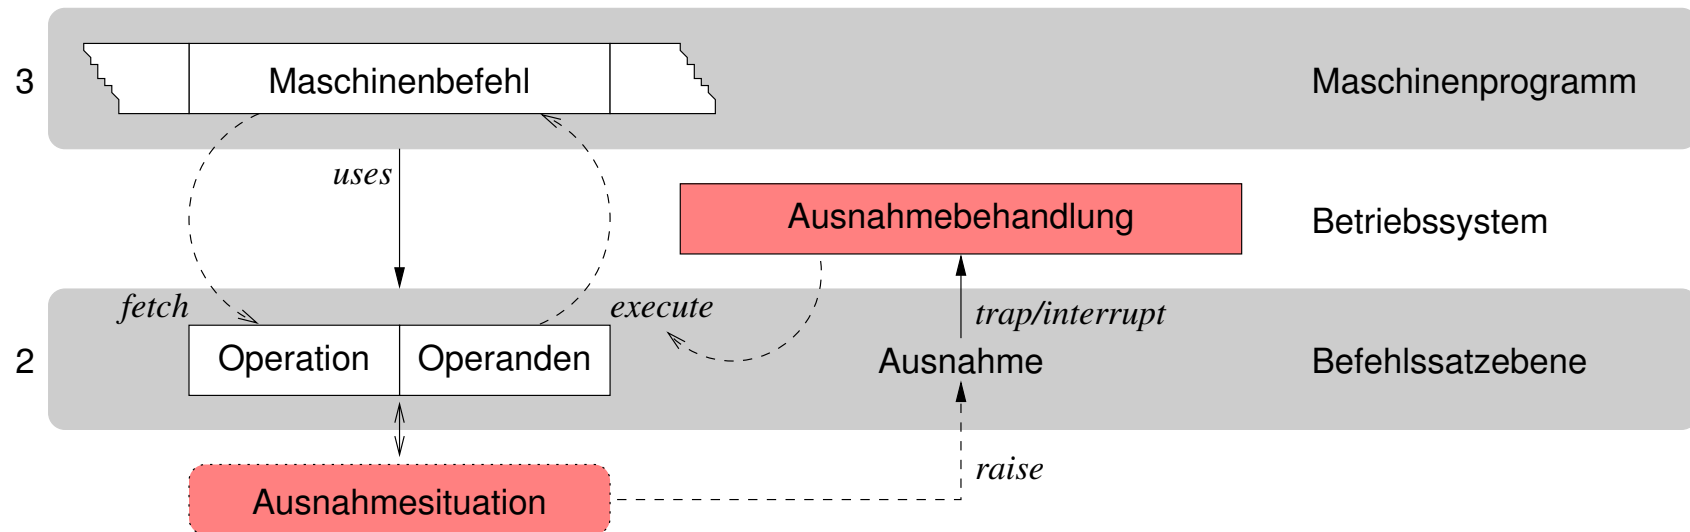 3
Maschinenbefehl
Maschinenprogramm
uses
Ausnahmebehandlung
Betriebssystem
fetch
execute
trap/interrupt
2
Operation
Operanden
Ausnahme
Befehlssatzebene
raise
Ausnahmesituation